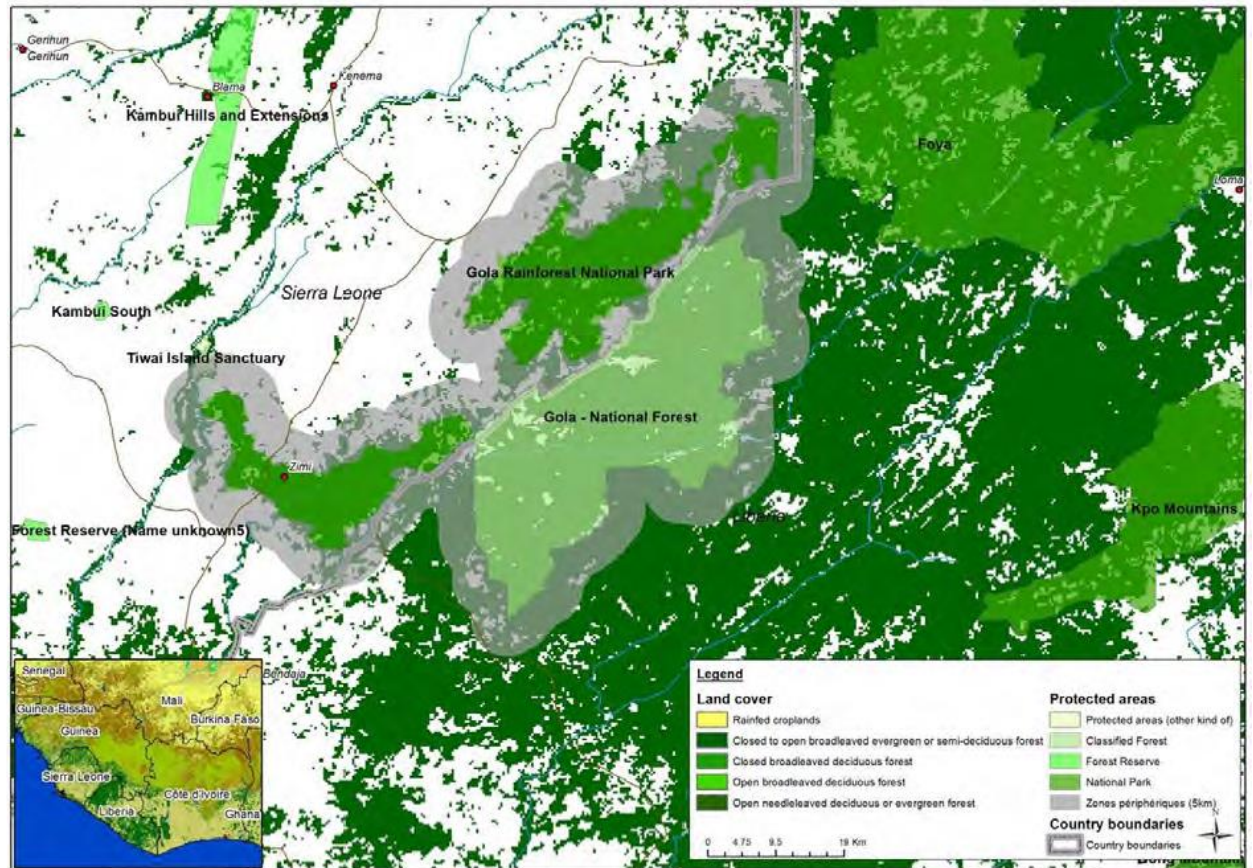 Gerihun
Gerihun
Blama
Kenema
Kambui Hills and Extensions
Foya
Loma
Gola Rainforest National Park
Sierra Leone
Kambui South
Tiwai Island Sanctuary
Gola - National Forest
Zimi
Liberia
Kpo Mountains
Forest Reserve (Name unknown5)
Bendaja
Senegal
Mali
Guinea-Bissau
Burkina Faso
Guinea
Sierra Leone
Côte d'Ivoire
Liberia
Ghana
Legend
Land cover
Rainfed croplands
Closed to open broadleaved evergreen or semi-deciduous forest
Closed broadleaved deciduous forest
Open broadleaved deciduous forest
Open needleleaved deciduous or evergreen forest
0 4.75 9.5 19 Km
Protected areas
Protected areas (other kind of)
Classified Forest
Forest Reserve
National Park
Zones périphériques (5km)
Country boundaries
Country boundaries
N